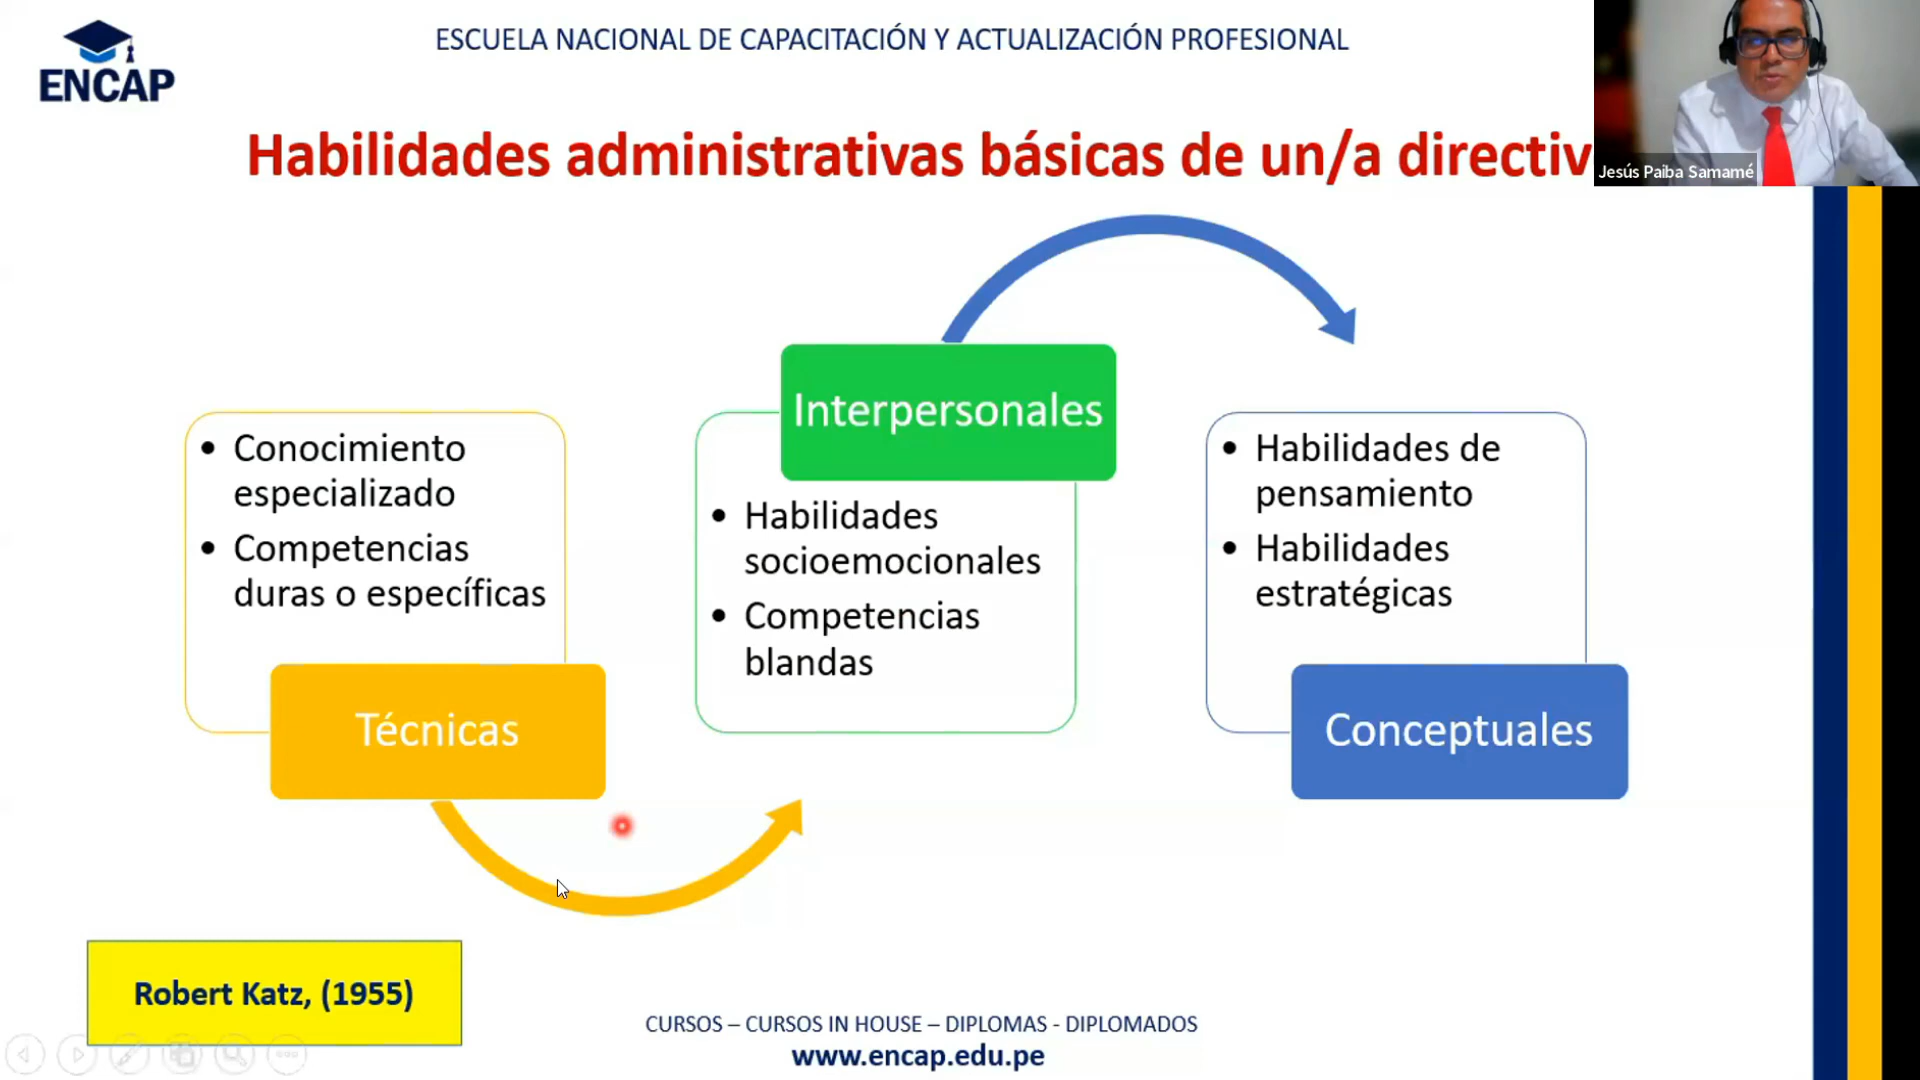 ESCUELA NACIONAL DE CAPACITACIÓN Y ACTUALIZACIÓN PROFESIONAL
ENCAP
Habilidades administrativas básicas de un/a directiv
Jesús Paiba Samamé
• Conocimiento
especializado
• Competencias
duras o específicas
Técnicas
Interpersonales
• Habilidades
socioemocionales
• Competencias
blandas
• Habilidades de
pensamiento
• Habilidades
estratégicas
Conceptuales
Robert Katz, (1955)
CURSOS – CURSOS IN HOUSE – DIPLOMAS - DIPLOMADOS
www.encap.edu.pe